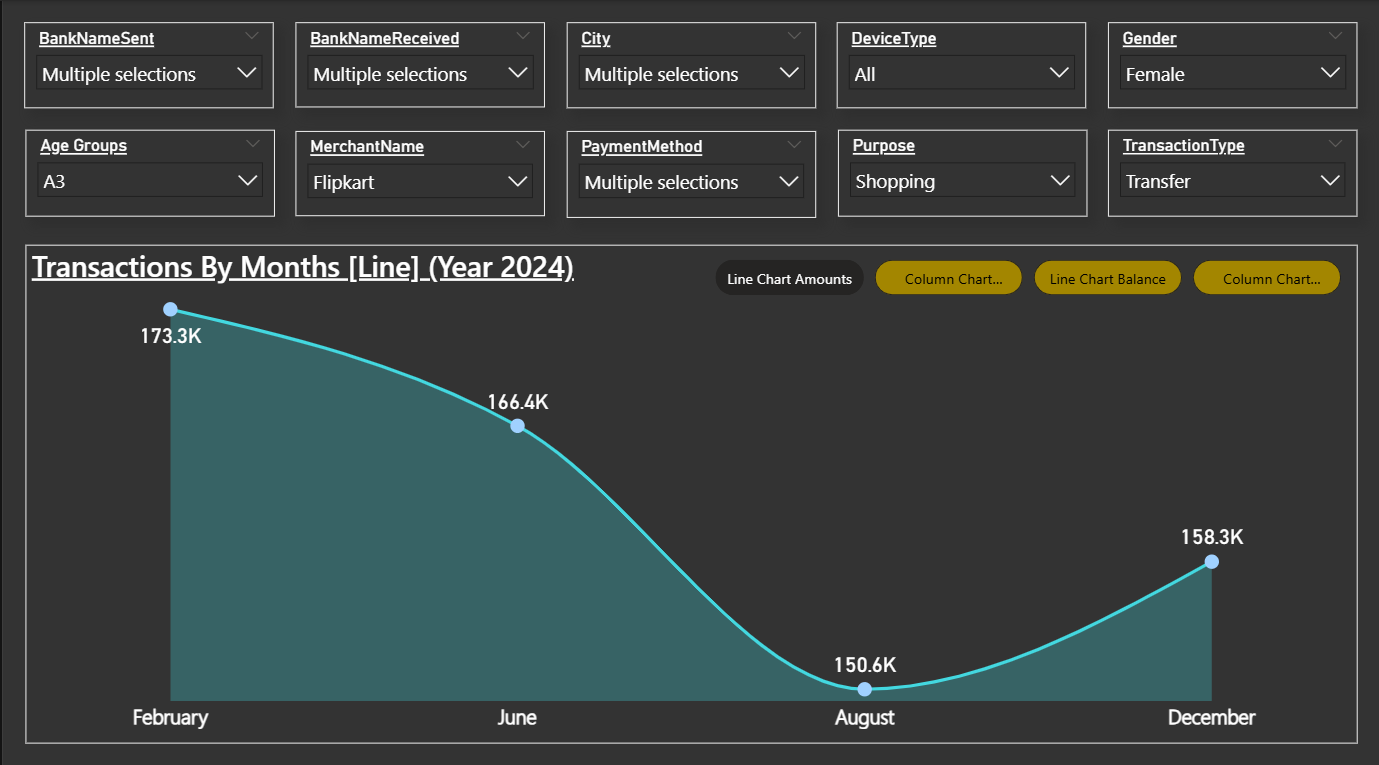 BankNameSent
Multiple selections
BankNameReceived
Multiple selections
City
Multiple selections
DeviceType
All
Gender
Female
Age Groups
A3
MerchantName
Flipkart
PaymentMethod
Multiple selections
Purpose
Shopping
TransactionType
Transfer
Transactions By Months [Line] (Year 2024)
Line Chart Amounts
Column Chart...
Line Chart Balance
Column Chart...
173.3K
166.4K
150.6K
158.3K
February
June
August
December